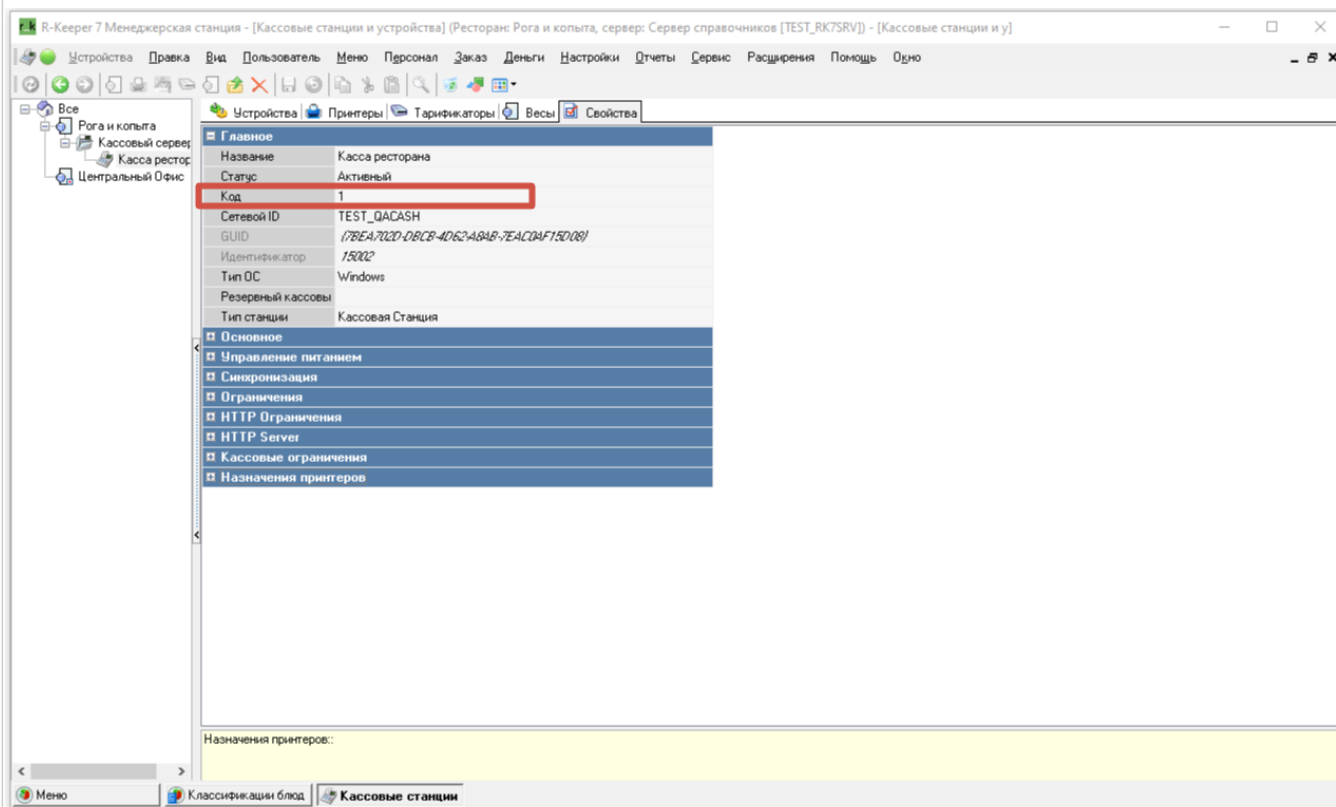 R-Keeper 7 Менеджерская станция - [Кассовые станции и устройства] (Ресторан: Рога и копыта, сервер: Сервер справочников [TEST_RK7SRV]) - [Кассовые станции и у]
Устройства Правка Вид Пользователь Меню Персонал Заказ Деньги Настройки Отчеты Сервис Расширения Помощь Окно
Все
Рога и копыта
Кассовый сервер
Касса рестор
Центральный Офис
Устройства Принтеры Тарификаторы Весы Свойства
Главное
Название Касса ресторана
Статус Активный
Код 1
Сетевой ID TEST_QACASH
GUID {7BEA702D-DBCB-4D62-A8AB-7EAC0AF15D08}
Идентификатор 15002
Тип ОС Windows
Резервный кассовы
Тип станции Кассовая Станция
Основное
Управление питанием
Синхронизация
Ограничения
HTTP Ограничения
HTTP Server
Кассовые ограничения
Назначения принтеров
Назначения принтеров::
Меню Классификации блюд Кассовые станции